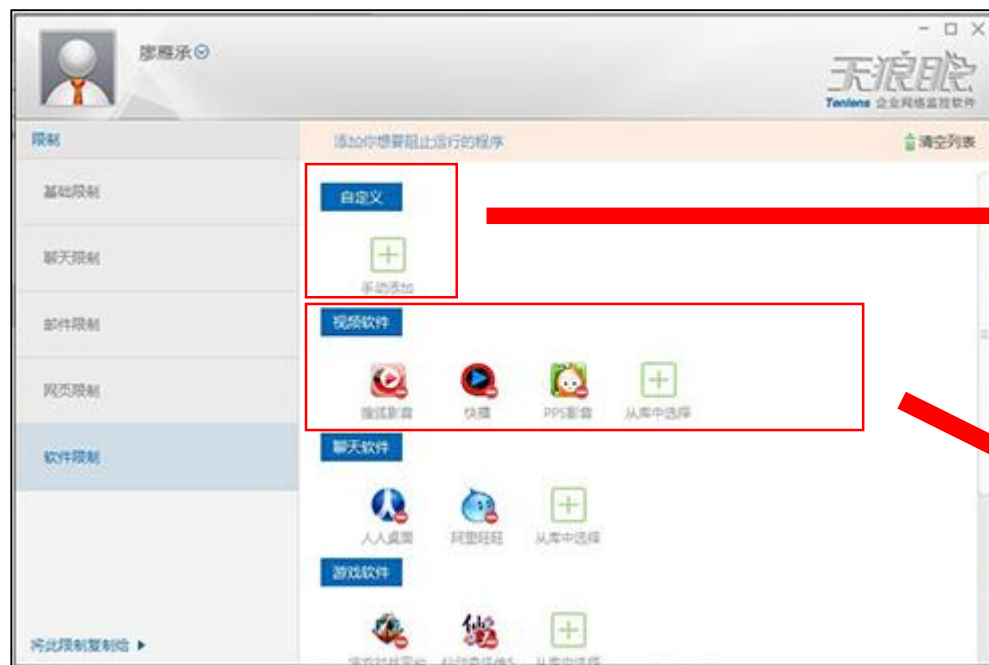 廖雁承
天狼眼
Tenlens 企业网络监控软件
限制
添加你想要阻止运行的程序
清空列表
基础限制
自定义
聊天限制
手动添加
邮件限制
视频软件
网页限制
搜狐影音
快播
PPS影音
从库中选择
软件限制
聊天软件
人人桌面
阿里旺旺
从库中选择
游戏软件
将此限制复制给
从库中选择